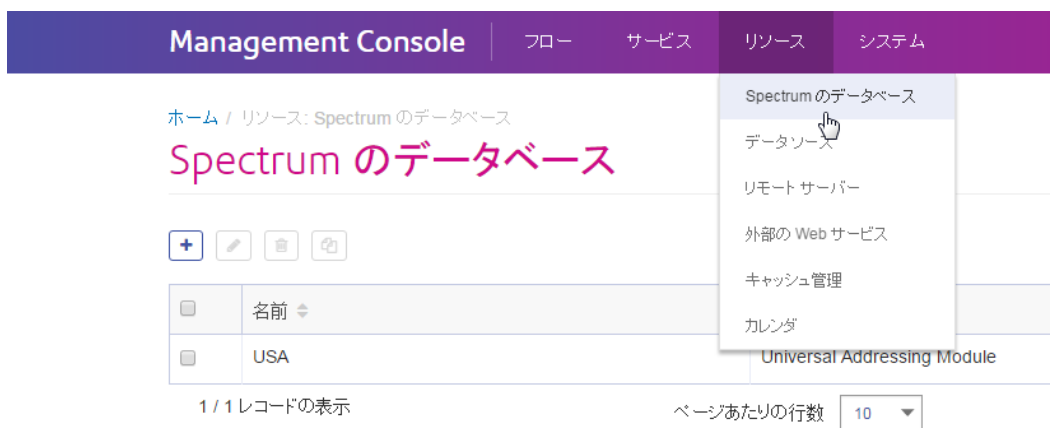 Management Console フロー サービス リソース システム
ホーム / リソース: Spectrum のデータベース
Spectrum のデータベース
Spectrum のデータベース
データソース
リモート サーバー
外部の Web サービス
キャッシュ管理
カレンダ
名前
USA Universal Addressing Module
1 / 1 レコードの表示 ページあたりの行数 10